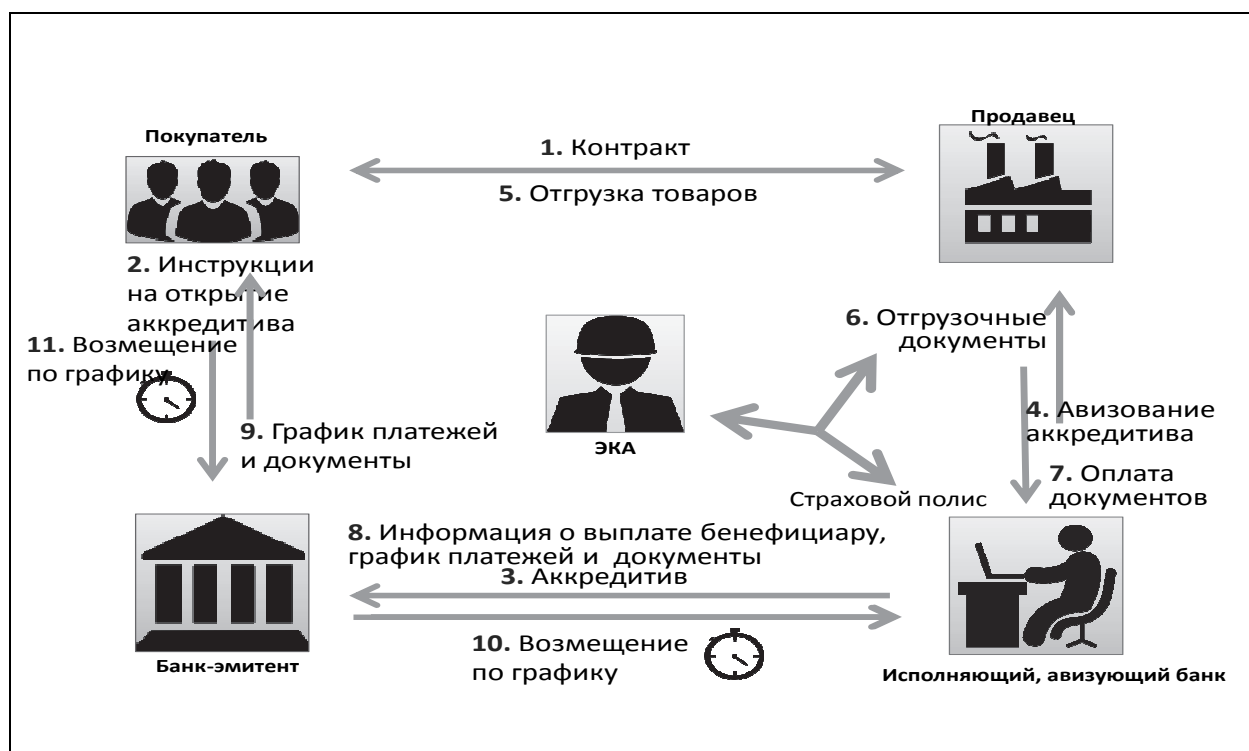 Покупатель
Продавец
1. Контракт
5. Отгрузка товаров
2. Инструкции
на открытие
аккредитива
11. Возмещение
по графику
6. Отгрузочные
документы
ЭКА
4. Авизование
аккредитива
9. График платежей
и документы
7. Оплата
документов
Страховой полис
8. Информация о выплате бенефициару,
график платежей и документы
3. Аккредитив
10. Возмещение
по графику
Банк-эмитент
Исполняющий, авизующий банк